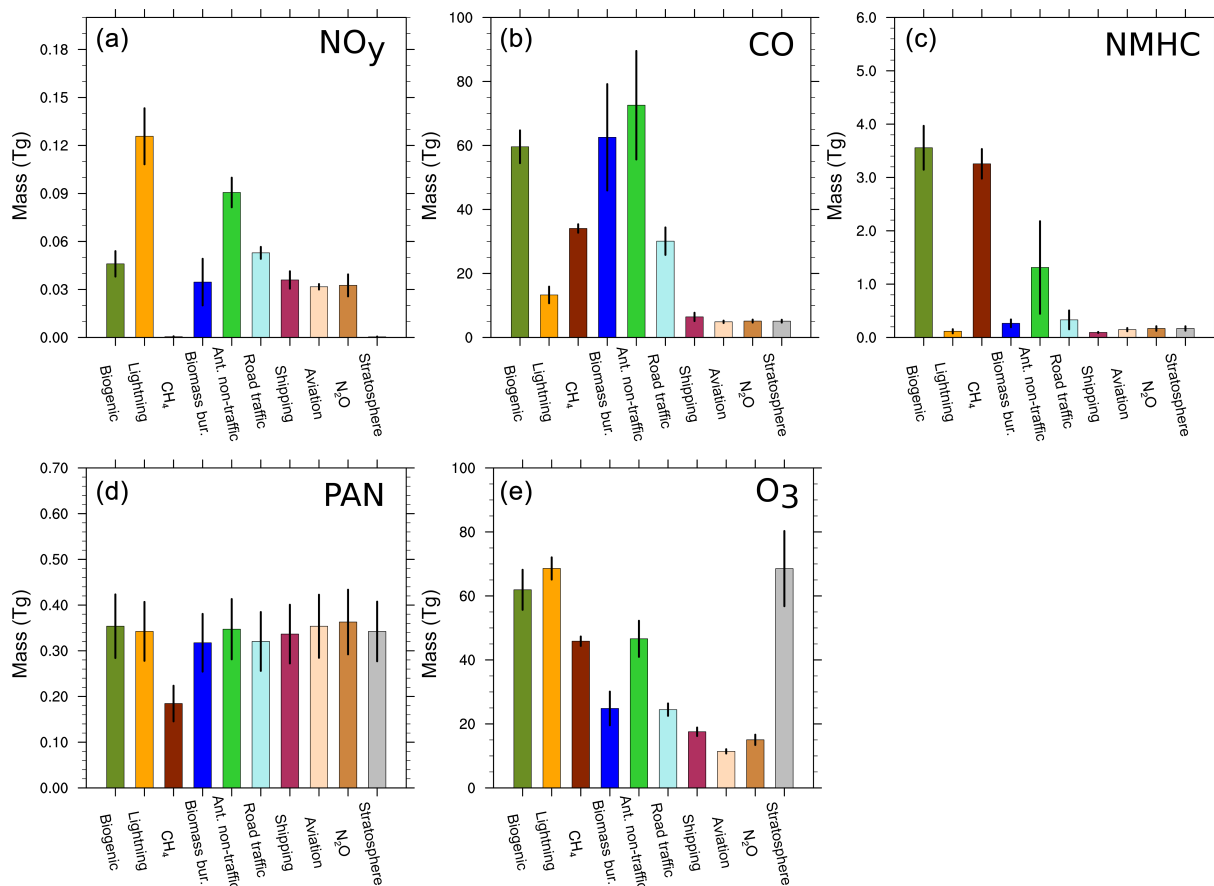 (a) NOy
Mass (Tg)
0.18
0.15
0.12
0.09
0.06
0.03
0.00
Biogenic
Lightning
CH₄
Biomass bur.
Ant. non-traffic
Road traffic
Shipping
Aviation
N₂O
Stratosphere
(b) CO
Mass (Tg)
100
80
60
40
20
0
Biogenic
Lightning
CH₄
Biomass bur.
Ant. non-traffic
Road traffic
Shipping
Aviation
N₂O
Stratosphere
(c) NMHC
Mass (Tg)
6.0
5.0
4.0
3.0
2.0
1.0
0.0
Biogenic
Lightning
CH₄
Biomass bur.
Ant. non-traffic
Road traffic
Shipping
Aviation
N₂O
Stratosphere
(d) PAN
Mass (Tg)
0.70
0.60
0.50
0.40
0.30
0.20
0.10
0.00
Biogenic
Lightning
CH₄
Biomass bur.
Ant. non-traffic
Road traffic
Shipping
Aviation
N₂O
Stratosphere
(e) O₃
Mass (Tg)
100
80
60
40
20
0
Biogenic
Lightning
CH₄
Biomass bur.
Ant. non-traffic
Road traffic
Shipping
Aviation
N₂O
Stratosphere